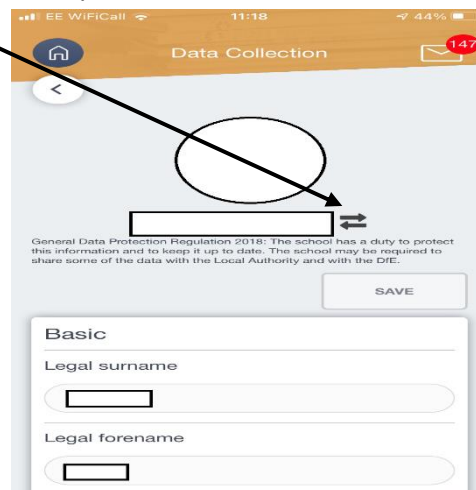 EE WiFiCall 11:18 44%
Data Collection
147
General Data Protection Regulation 2018: The school has a duty to protect
this information and to keep it up to date. The school may be required to
share some of the data with the Local Authority and with the DfE.
SAVE
Basic
Legal surname
Legal forename